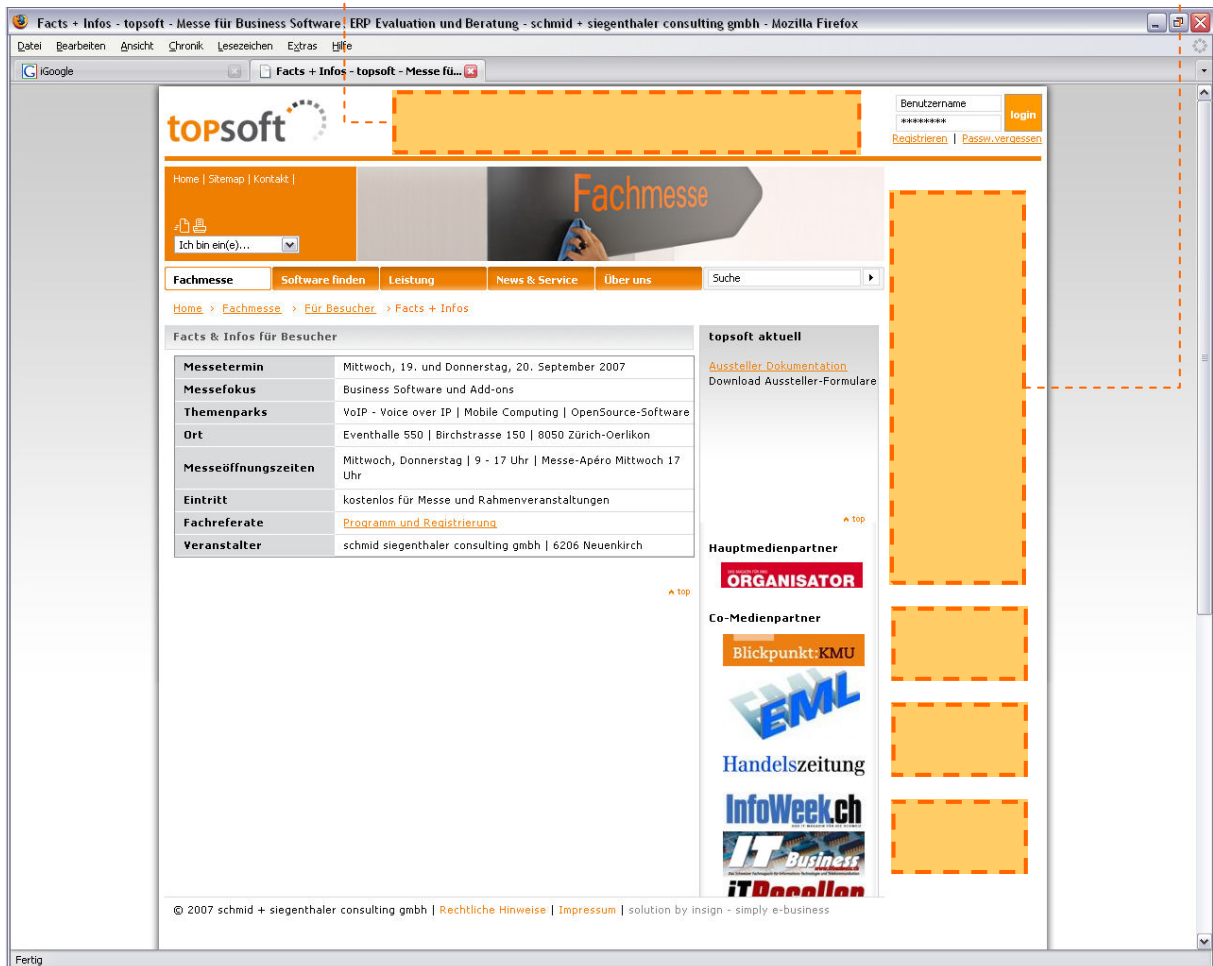 Facts + Infos - topsoft - Messe für Business Software, ERP Evaluation und Beratung - schmid + siegenthaler consulting gmbh - Mozilla Firefox
Datei Bearbeiten Ansicht Chronik Lesezeichen Extras Hilfe
iGoogle
Facts + Infos - topsoft - Messe fü...
topsoft
Benutzername
********
login
Registrieren | Passw.vergessen
Home | Sitemap | Kontakt |
Fachmesse
Ich bin ein(e)...
Fachmesse Software finden Leistung News & Service Über uns Suche
Home > Fachmesse > Für Besucher > Facts + Infos
Facts & Infos für Besucher
Messetermin Mittwoch, 19. und Donnerstag, 20. September 2007
Messefokus Business Software und Add-ons
Themenparks VoIP - Voice over IP | Mobile Computing | OpenSource-Software
Ort Eventhalle 550 | Birchstrasse 150 | 8050 Zürich-Oerlikon
Messeöffnungszeiten Mittwoch, Donnerstag | 9 - 17 Uhr | Messe-Apéro Mittwoch 17
Uhr
Eintritt kostenlos für Messe und Rahmenveranstaltungen
Fachreferate Programm und Registrierung
Veranstalter schmid siegenthaler consulting gmbh | 6206 Neuenkirch
top
topsoft aktuell
Aussteller Dokumentation
Download Aussteller-Formulare
top
Hauptmedienpartner
ORGANISATOR
Co-Medienpartner
Blickpunkt:KMU
EML
Handelszeitung
InfoWeek.ch
IT Business
© 2007 schmid + siegenthaler consulting gmbh | Rechtliche Hinweise | Impressum | solution by insign - simply e-business
Fertig